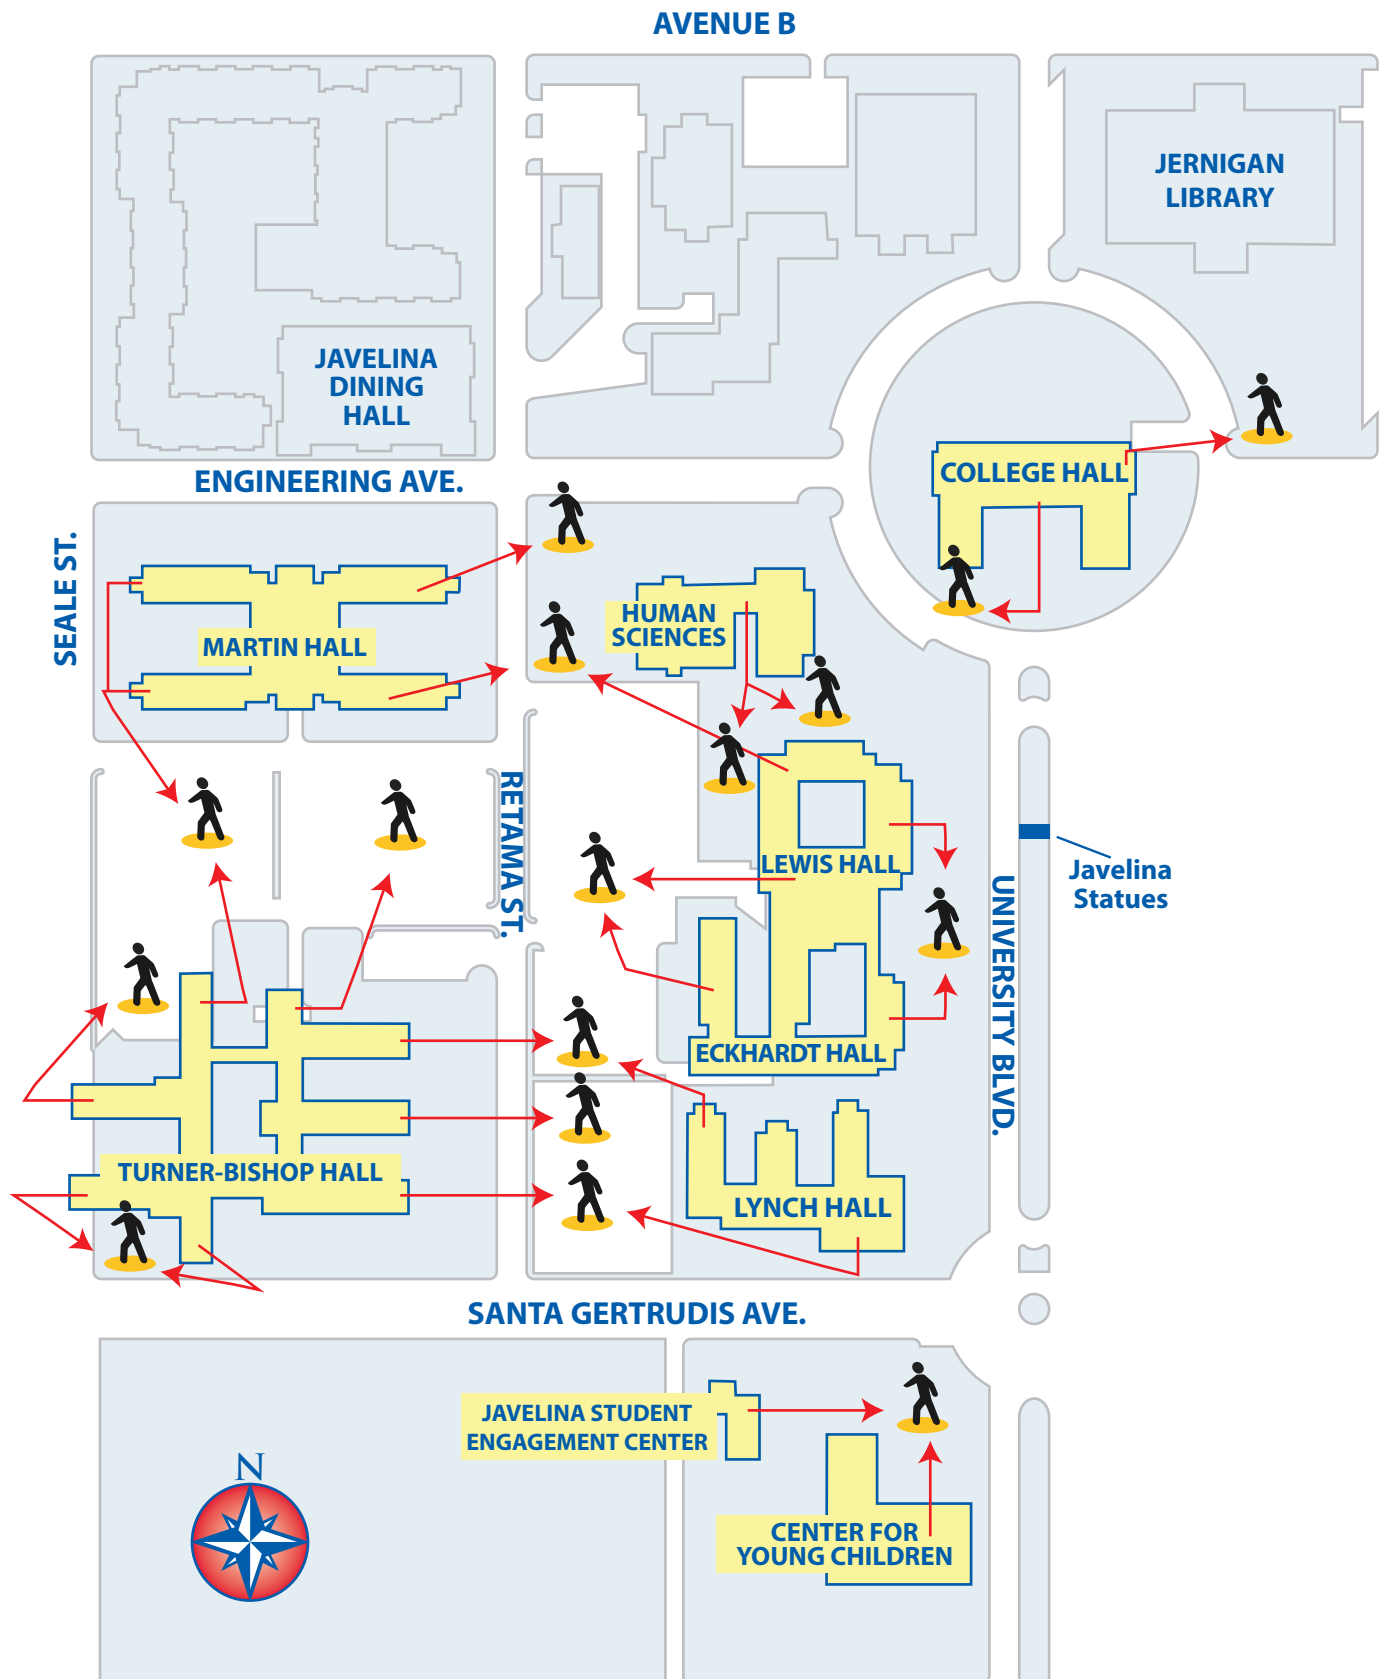 AVENUE B
JERNIGAN
LIBRARY
JAVELINA
DINING
HALL
ENGINEERING AVE.
COLLEGE HALL
SEALE ST.
HUMAN
SCIENCES
MARTIN HALL
RETAMA ST.
LEWIS HALL
Javelina
Statues
UNIVERSITY BLVD.
ECKHARDT HALL
TURNER-BISHOP HALL
LYNCH HALL
SANTA GERTRUDIS AVE.
JAVELINA STUDENT
ENGAGEMENT CENTER
N
CENTER FOR
YOUNG CHILDREN